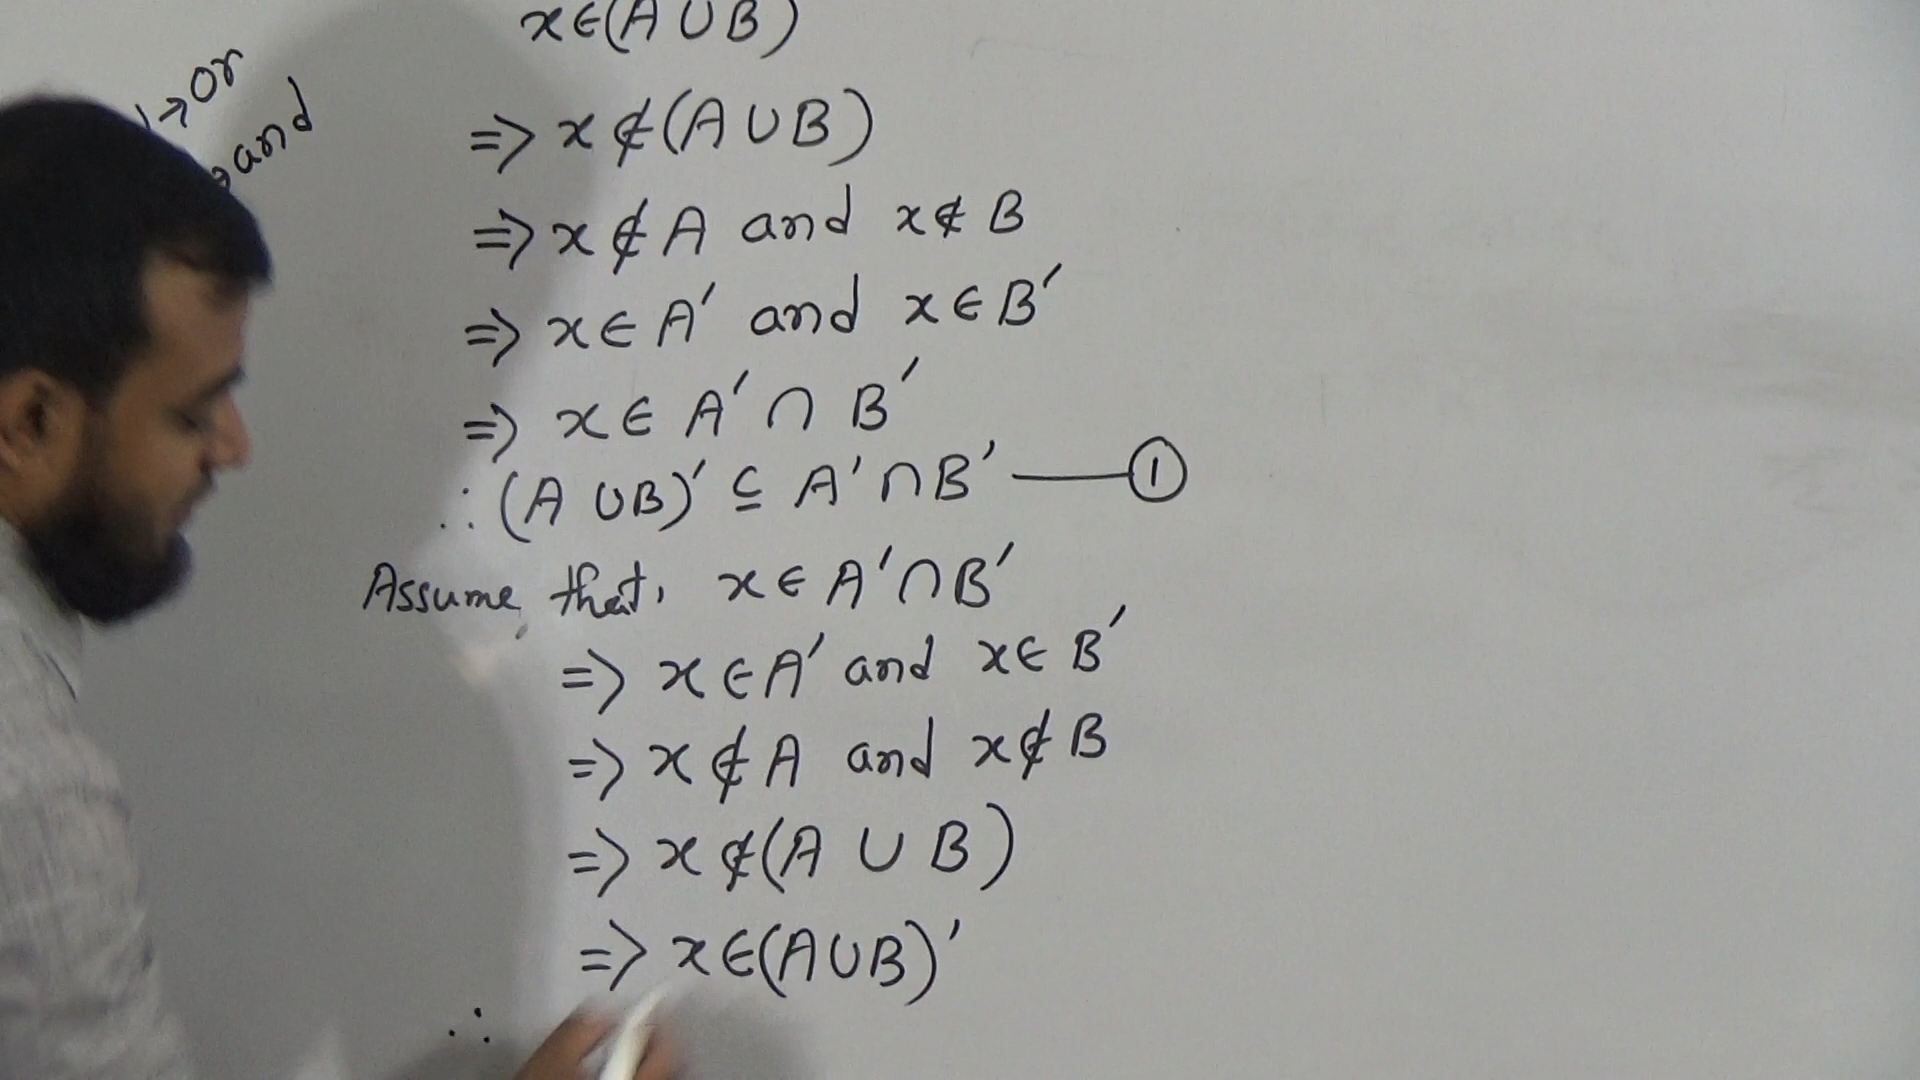 x∈(A∪B)
→ or
→ and
=> x∉(A∪B)
=> x∉A and x∉B
=> x∈A′ and x∈B′
=> x∈A′∩B′
∴ (A∪B)′ ⊆ A′∩B′ —— ①
Assume that, x∈A′∩B′
=> x∈A′ and x∈B′
=> x∉A and x∉B
=> x∉(A∪B)
=> x∈(A∪B)′
∴